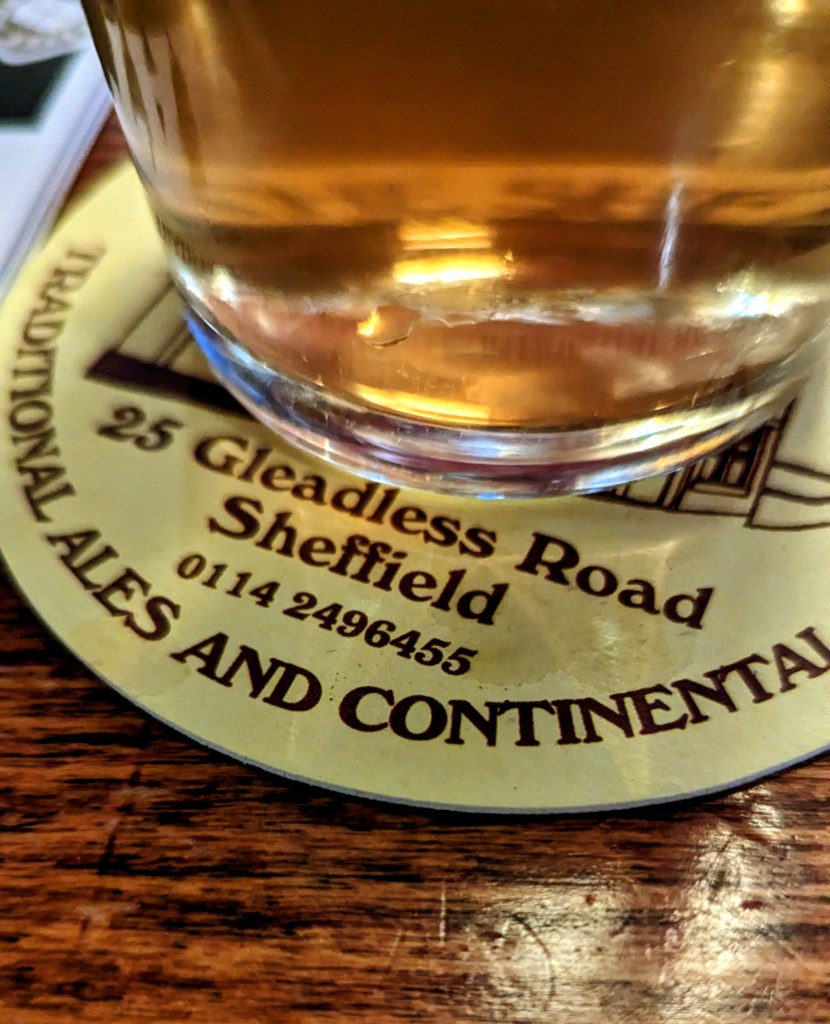 25 Gleadless Road
Sheffield
0114 2496455
TRADITIONAL ALES AND CONTINENTAL